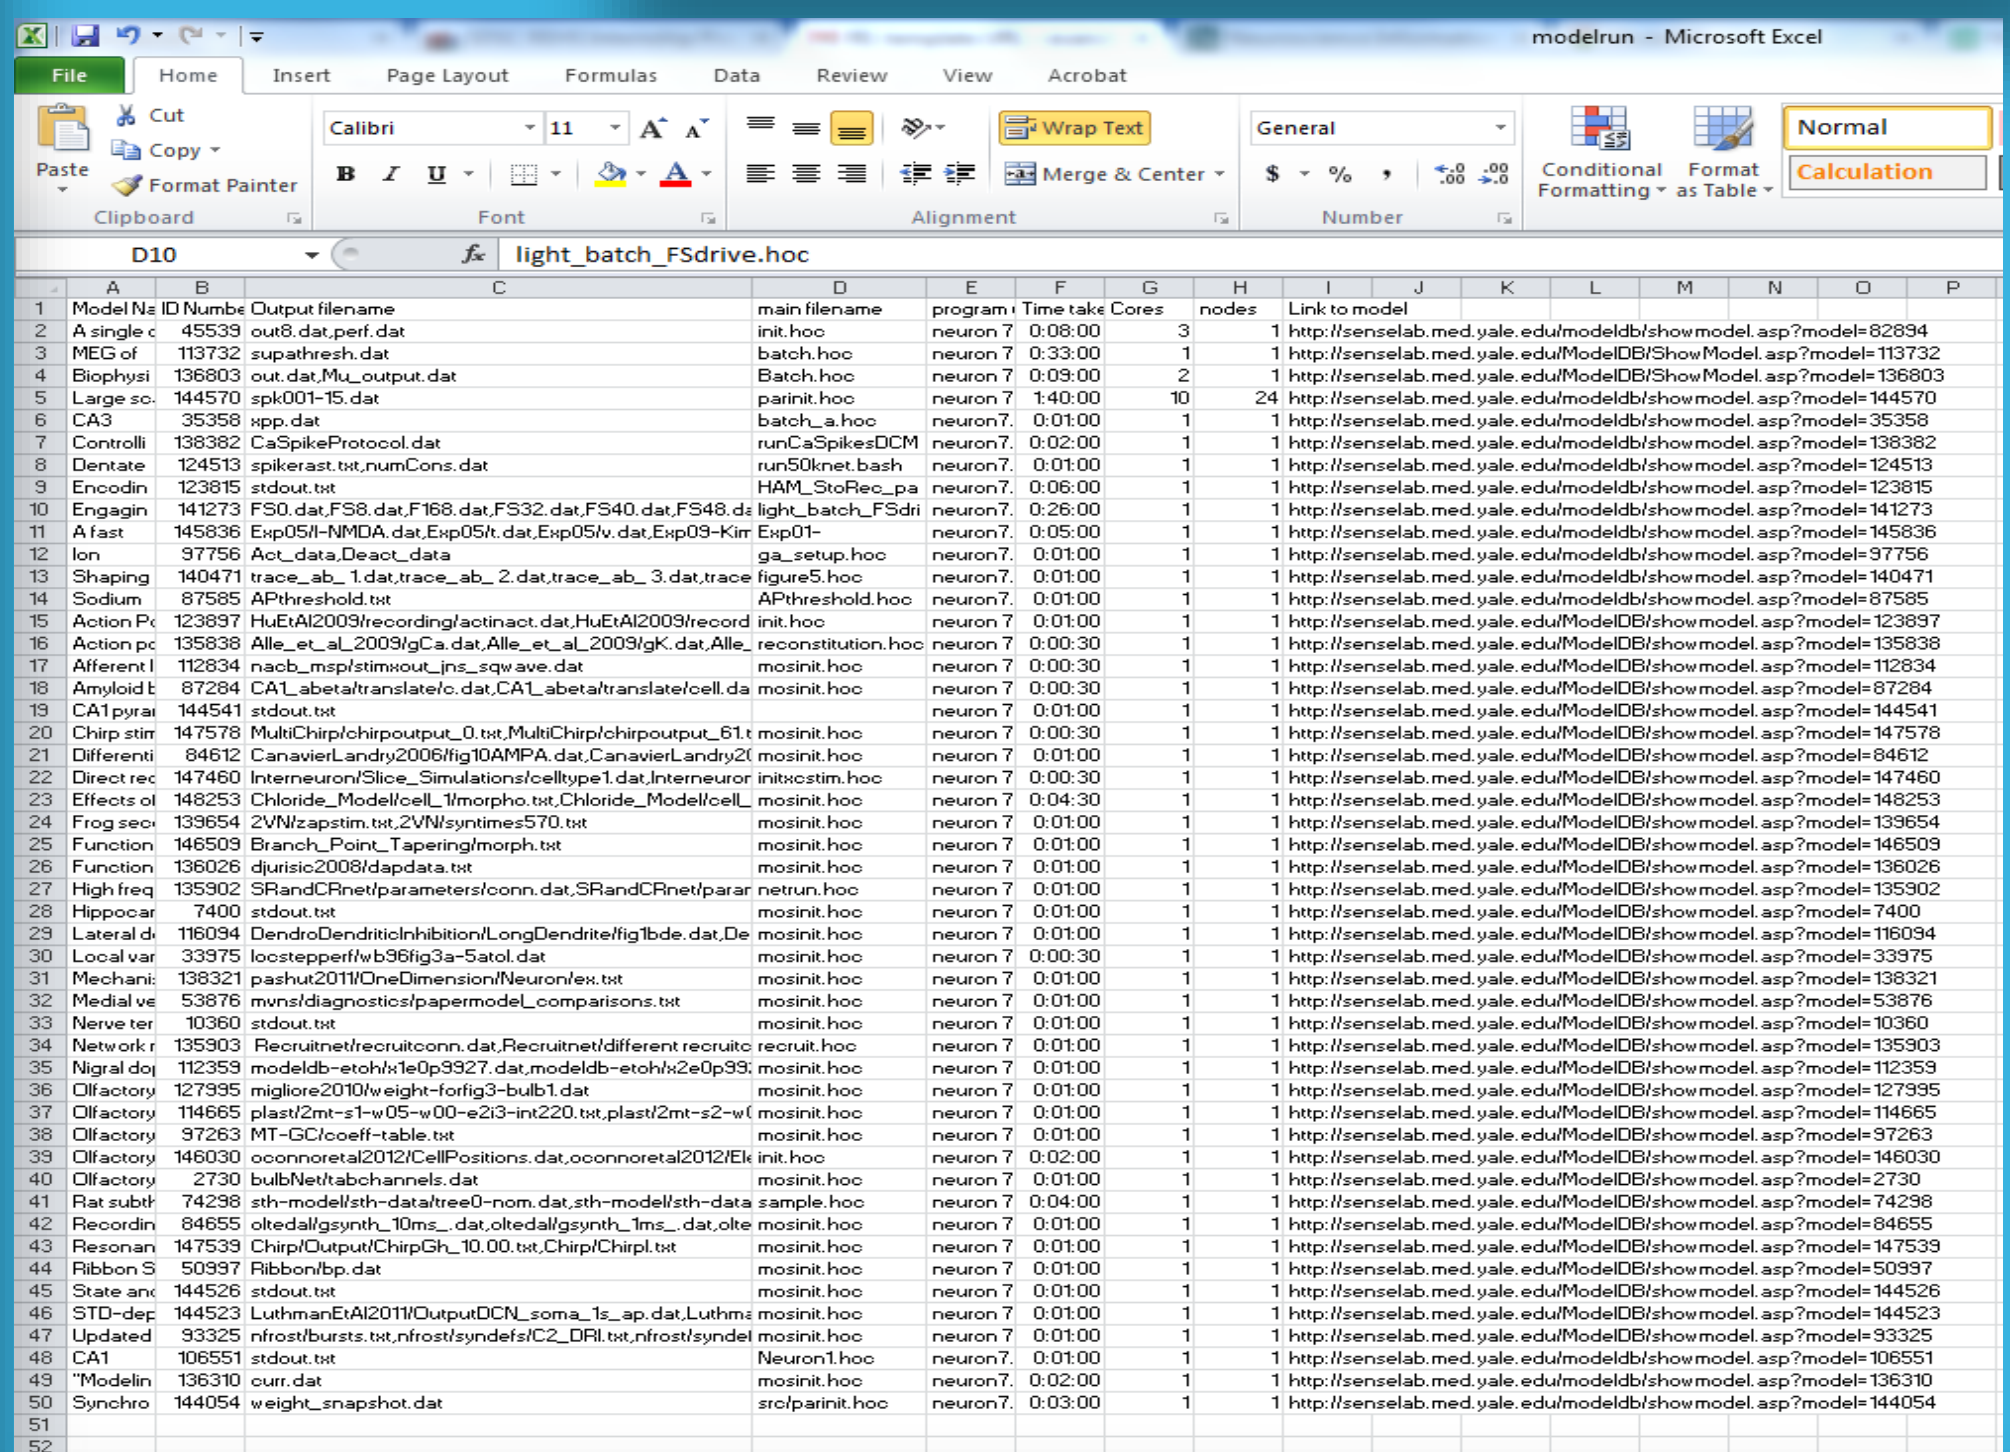 modelrun - Microsoft Excel
File Home Insert Page Layout Formulas Data Review View Acrobat
Paste
Cut
Copy
Format Painter
Clipboard
Calibri 11
B I U
Font
Wrap Text
Merge & Center
Alignment
General
$ % ,
Number
Conditional Formatting
Format as Table
Normal
Calculation
D10 fx light_batch_FSdrive.hoc
A B C D E F G H I J K L M N O P
1 Model Na ID Numbe Output filename main filename program Time take Cores nodes Link to model
2 A single c 45539 out8.dat,perf.dat init.hoc neuron 7 0:08:00 3 1 http://senselab.med.yale.edu/modeldb/showmodel.asp?model=82894
3 MEG of 113732 supathresh.dat batch.hoc neuron 7 0:33:00 1 1 http://senselab.med.yale.edu/ModelDB/ShowModel.asp?model=113732
4 Biophysi 136803 out.dat,Mu_output.dat Batch.hoc neuron 7 0:09:00 2 1 http://senselab.med.yale.edu/ModelDB/ShowModel.asp?model=136803
5 Large sc 144570 spk001-15.dat parinit.hoc neuron 7 1:40:00 10 24 http://senselab.med.yale.edu/modeldb/showmodel.asp?model=144570
6 CA3 35358 xpp.dat batch_a.hoc neuron7. 0:01:00 1 1 http://senselab.med.yale.edu/modeldb/showmodel.asp?model=35358
7 Controlli 138382 CaSpikeProtocol.dat runCaSpikesDCM neuron7. 0:02:00 1 1 http://senselab.med.yale.edu/modeldb/showmodel.asp?model=138382
8 Dentate 124513 spikerast.txt,numCons.dat run50knet.bash neuron7. 0:01:00 1 1 http://senselab.med.yale.edu/modeldb/showmodel.asp?model=124513
9 Encodin 123815 stdout.txt HAM_StoRec_pa neuron7. 0:06:00 1 1 http://senselab.med.yale.edu/modeldb/showmodel.asp?model=123815
10 Engagin 141273 FS0.dat,FS8.dat,F168.dat,FS32.dat,FS40.dat,FS48.da light_batch_FSdri neuron7. 0:26:00 1 1 http://senselab.med.yale.edu/modeldb/showmodel.asp?model=141273
11 A fast 145836 Exp05/I-NMDA.dat,Exp05/t.dat,Exp05/v.dat,Exp09-Kim Exp01- neuron7. 0:05:00 1 1 http://senselab.med.yale.edu/modeldb/showmodel.asp?model=145836
12 Ion 97756 Act_data,Deact_data ga_setup.hoc neuron7. 0:01:00 1 1 http://senselab.med.yale.edu/modeldb/showmodel.asp?model=97756
13 Shaping 140471 trace_ab_ 1.dat,trace_ab_ 2.dat,trace_ab_ 3.dat,trace figure5.hoc neuron7. 0:01:00 1 1 http://senselab.med.yale.edu/modeldb/showmodel.asp?model=140471
14 Sodium 87585 APthreshold.txt APthreshold.hoc neuron7. 0:01:00 1 1 http://senselab.med.yale.edu/modeldb/showmodel.asp?model=87585
15 Action Po 123897 HuEtAl2009/recording/actinact.dat,HuEtAl2009/record init.hoc neuron 7 0:01:00 1 1 http://senselab.med.yale.edu/ModelDB/showmodel.asp?model=123897
16 Action po 135838 Alle_et_al_2009/gCa.dat,Alle_et_al_2009/gK.dat,Alle_ reconstitution.hoc neuron 7 0:00:30 1 1 http://senselab.med.yale.edu/ModelDB/showmodel.asp?model=135838
17 Afferent I 112834 nacb_msp/stimxout_jns_sqwave.dat mosinit.hoc neuron 7 0:00:30 1 1 http://senselab.med.yale.edu/ModelDB/showmodel.asp?model=112834
18 Amyloid b 87284 CA1_abeta/translate/c.dat,CA1_abeta/translate/cell.da mosinit.hoc neuron 7 0:00:30 1 1 http://senselab.med.yale.edu/ModelDB/showmodel.asp?model=87284
19 CA1 pyra 144541 stdout.txt neuron 7 0:01:00 1 1 http://senselab.med.yale.edu/ModelDB/showmodel.asp?model=144541
20 Chirp stim 147578 MultiChirp/chirpoutput_0.txt,MultiChirp/chirpoutput_61.t mosinit.hoc neuron 7 0:00:30 1 1 http://senselab.med.yale.edu/ModelDB/showmodel.asp?model=147578
21 Differenti 84612 CanavierLandry2006/fig10AMPA.dat,CanavierLandry20 mosinit.hoc neuron 7 0:01:00 1 1 http://senselab.med.yale.edu/ModelDB/showmodel.asp?model=84612
22 Direct rec 147460 Interneuron/Slice_Simulations/celltype1.dat,Interneuror initxcstim.hoc neuron 7 0:00:30 1 1 http://senselab.med.yale.edu/ModelDB/showmodel.asp?model=147460
23 Effects of 148253 Chloride_Model/cell_1/morpho.txt,Chloride_Model/cell_ mosinit.hoc neuron 7 0:04:30 1 1 http://senselab.med.yale.edu/ModelDB/showmodel.asp?model=148253
24 Frog sec 139654 2VN/zapstim.txt,2VN/syntimes570.txt mosinit.hoc neuron 7 0:01:00 1 1 http://senselab.med.yale.edu/ModelDB/showmodel.asp?model=139654
25 Function 146509 Branch_Point_Tapering/morph.txt mosinit.hoc neuron 7 0:01:00 1 1 http://senselab.med.yale.edu/ModelDB/showmodel.asp?model=146509
26 Function 136026 djurisic2008/dapdata.txt mosinit.hoc neuron 7 0:01:00 1 1 http://senselab.med.yale.edu/ModelDB/showmodel.asp?model=136026
27 High freq 135902 SRandCRnet/parameters/conn.dat,SRandCRnet/parar netrun.hoc neuron 7 0:01:00 1 1 http://senselab.med.yale.edu/ModelDB/showmodel.asp?model=135902
28 Hippocar 7400 stdout.txt mosinit.hoc neuron 7 0:01:00 1 1 http://senselab.med.yale.edu/ModelDB/showmodel.asp?model=7400
29 Lateral d 116094 DendroDendriticInhibition/LongDendrite/fig1bde.dat,De mosinit.hoc neuron 7 0:01:00 1 1 http://senselab.med.yale.edu/ModelDB/showmodel.asp?model=116094
30 Local var 33975 locstepperf/wb96fig3a-5atol.dat mosinit.hoc neuron 7 0:00:30 1 1 http://senselab.med.yale.edu/ModelDB/showmodel.asp?model=33975
31 Mechani 138321 pashut2011/OneDimension/Neuron/ex.txt mosinit.hoc neuron 7 0:01:00 1 1 http://senselab.med.yale.edu/ModelDB/showmodel.asp?model=138321
32 Medial ve 53876 mvns/diagnostics/papermodel_comparisons.txt mosinit.hoc neuron 7 0:01:00 1 1 http://senselab.med.yale.edu/ModelDB/showmodel.asp?model=53876
33 Nerve ter 10360 stdout.txt mosinit.hoc neuron 7 0:01:00 1 1 http://senselab.med.yale.edu/ModelDB/showmodel.asp?model=10360
34 Network r 135903 Recruitnet/recruitconn.dat,Recruitnet/different recruitc recruit.hoc neuron 7 0:01:00 1 1 http://senselab.med.yale.edu/ModelDB/showmodel.asp?model=135903
35 Nigral dop 112359 modeldb-etoh/x1e0p9927.dat,modeldb-etoh/x2e0p99 mosinit.hoc neuron 7 0:01:00 1 1 http://senselab.med.yale.edu/ModelDB/showmodel.asp?model=112359
36 Olfactory 127995 migliore2010/weight-forfig3-bulb1.dat mosinit.hoc neuron 7 0:01:00 1 1 http://senselab.med.yale.edu/ModelDB/showmodel.asp?model=127995
37 Olfactory 114665 plast/2mt-s1-w05-w00-e2i3-int220.txt,plast/2mt-s2-w0 mosinit.hoc neuron 7 0:01:00 1 1 http://senselab.med.yale.edu/ModelDB/showmodel.asp?model=114665
38 Olfactory 97263 MT-GC/coeff-table.txt mosinit.hoc neuron 7 0:01:00 1 1 http://senselab.med.yale.edu/ModelDB/showmodel.asp?model=97263
39 Olfactory 146030 oconnoretal2012/CellPositions.dat,oconnoretal2012/Ele init.hoc neuron 7 0:02:00 1 1 http://senselab.med.yale.edu/ModelDB/showmodel.asp?model=146030
40 Olfactory 2730 bulbNet/tabchannels.dat mosinit.hoc neuron 7 0:01:00 1 1 http://senselab.med.yale.edu/ModelDB/showmodel.asp?model=2730
41 Rat subth 74298 sth-model/sth-data/tree0-nom.dat,sth-model/sth-data sample.hoc neuron 7 0:04:00 1 1 http://senselab.med.yale.edu/ModelDB/showmodel.asp?model=74298
42 Recordin 84655 oltedal/gsynth_10ms_.dat,oltedal/gsynth_1ms_.dat,olte mosinit.hoc neuron 7 0:01:00 1 1 http://senselab.med.yale.edu/ModelDB/showmodel.asp?model=84655
43 Resonan 147539 Chirp/Output/ChirpGh_10.00.txt,Chirp/ChirpI.txt mosinit.hoc neuron 7 0:01:00 1 1 http://senselab.med.yale.edu/ModelDB/showmodel.asp?model=147539
44 Ribbon S 50997 Ribbon/bp.dat mosinit.hoc neuron 7 0:01:00 1 1 http://senselab.med.yale.edu/ModelDB/showmodel.asp?model=50997
45 State anc 144526 stdout.txt mosinit.hoc neuron 7 0:01:00 1 1 http://senselab.med.yale.edu/ModelDB/showmodel.asp?model=144526
46 STD-dep 144523 LuthmanEtAl2011/OutputDCN_soma_1s_ap.dat,Luthma mosinit.hoc neuron 7 0:01:00 1 1 http://senselab.med.yale.edu/ModelDB/showmodel.asp?model=144523
47 Updated 93325 nfrost/bursts.txt,nfrost/syndefs/C2_DRI.txt,nfrost/syndef mosinit.hoc neuron 7 0:01:00 1 1 http://senselab.med.yale.edu/ModelDB/showmodel.asp?model=93325
48 CA1 106551 stdout.txt Neuron1.hoc neuron7. 0:01:00 1 1 http://senselab.med.yale.edu/modeldb/showmodel.asp?model=106551
49 "Modelin 136310 curr.dat mosinit.hoc neuron7. 0:02:00 1 1 http://senselab.med.yale.edu/modeldb/showmodel.asp?model=136310
50 Synchro 144054 weight_snapshot.dat src/parinit.hoc neuron7. 0:03:00 1 1 http://senselab.med.yale.edu/modeldb/showmodel.asp?model=144054
51
52